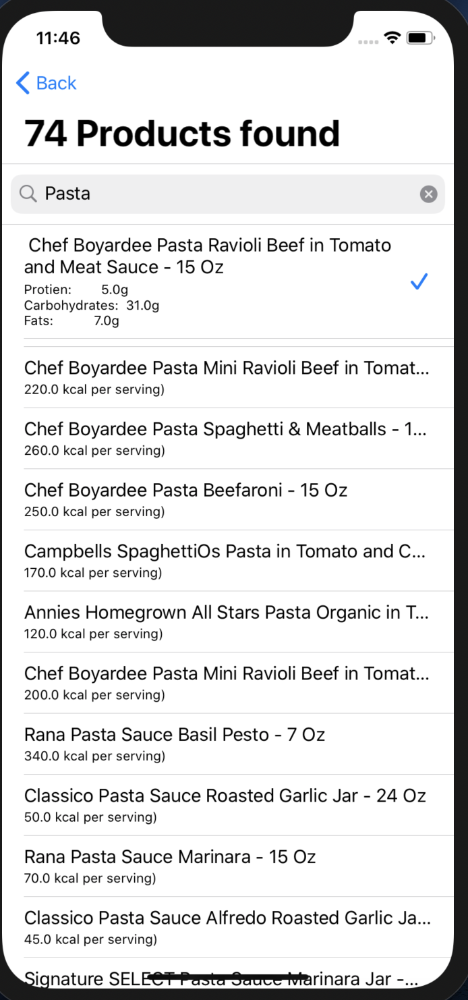 11:46
Back
74 Products found
Pasta
Chef Boyardee Pasta Ravioli Beef in Tomato
and Meat Sauce - 15 Oz
Protien: 5.0g
Carbohydrates: 31.0g
Fats: 7.0g
Chef Boyardee Pasta Mini Ravioli Beef in Tomat...
220.0 kcal per serving)
Chef Boyardee Pasta Spaghetti & Meatballs - 1...
260.0 kcal per serving)
Chef Boyardee Pasta Beefaroni - 15 Oz
250.0 kcal per serving)
Campbells SpaghettiOs Pasta in Tomato and C...
170.0 kcal per serving)
Annies Homegrown All Stars Pasta Organic in T...
120.0 kcal per serving)
Chef Boyardee Pasta Mini Ravioli Beef in Tomat...
200.0 kcal per serving)
Rana Pasta Sauce Basil Pesto - 7 Oz
340.0 kcal per serving)
Classico Pasta Sauce Roasted Garlic Jar - 24 Oz
50.0 kcal per serving)
Rana Pasta Sauce Marinara - 15 Oz
70.0 kcal per serving)
Classico Pasta Sauce Alfredo Roasted Garlic Ja...
45.0 kcal per serving)
Signature SELECT Pasta Sauce Marinara Jar -...